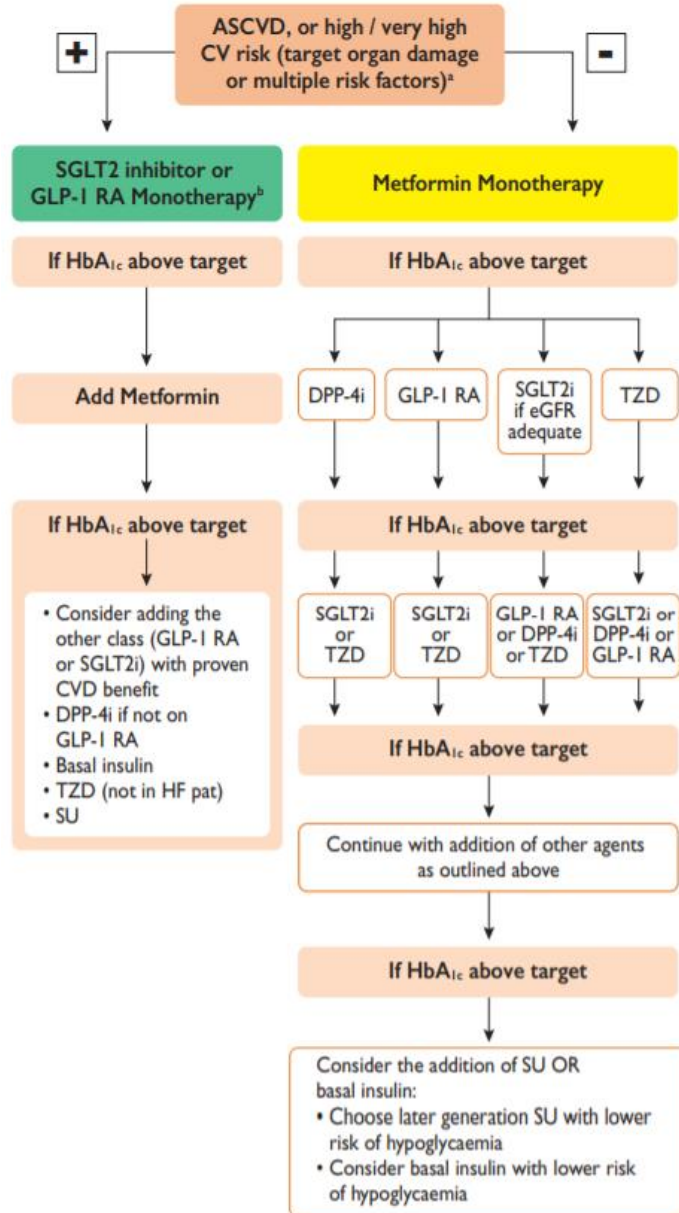 +
ASCVD, or high / very high
CV risk (target organ damage
or multiple risk factors)ᵃ
-
SGLT2 inhibitor or
GLP-1 RA Monotherapyᵇ
If HbA₁c above target
Add Metformin
If HbA₁c above target
• Consider adding the
other class (GLP-1 RA
or SGLT2i) with proven
CVD benefit
• DPP-4i if not on
GLP-1 RA
• Basal insulin
• TZD (not in HF pat)
• SU
Metformin Monotherapy
If HbA₁c above target
DPP-4i
GLP-1 RA
SGLT2i
if eGFR
adequate
TZD
If HbA₁c above target
SGLT2i
or
TZD
SGLT2i
or
TZD
GLP-1 RA
or DPP-4i
or TZD
SGLT2i or
DPP-4i or
GLP-1 RA
If HbA₁c above target
Continue with addition of other agents
as outlined above
If HbA₁c above target
Consider the addition of SU OR
basal insulin:
• Choose later generation SU with lower
risk of hypoglycaemia
• Consider basal insulin with lower risk
of hypoglycaemia